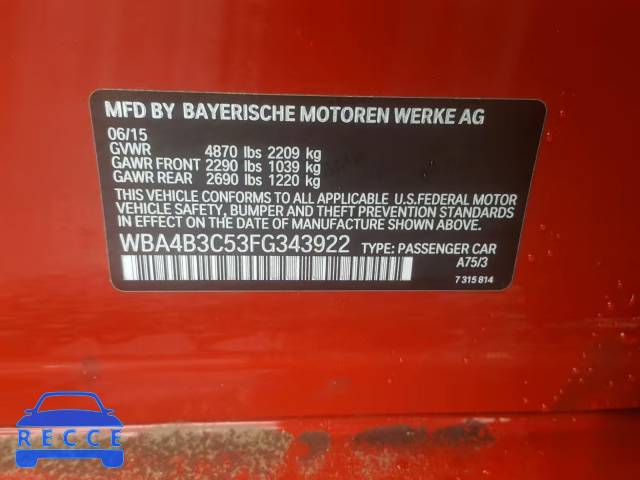 MFD BY BAYERISCHE MOTOREN WERKE AG
06/15
GVWR 4870 lbs 2209 kg
GAWR FRONT 2290 lbs 1039 kg
GAWR REAR 2690 lbs 1220 kg
THIS VEHICLE CONFORMS TO ALL APPLICABLE U.S.FEDERAL MOTOR
VEHICLE SAFETY, BUMPER, AND THEFT PREVENTION STANDARDS IN
EFFECT ON THE DATE OF MANUFACTURE SHOWN ABOVE.
WBA4B3C53FG343922 TYPE: PASSENGER CAR
A75/3
7 315 814
RECCE